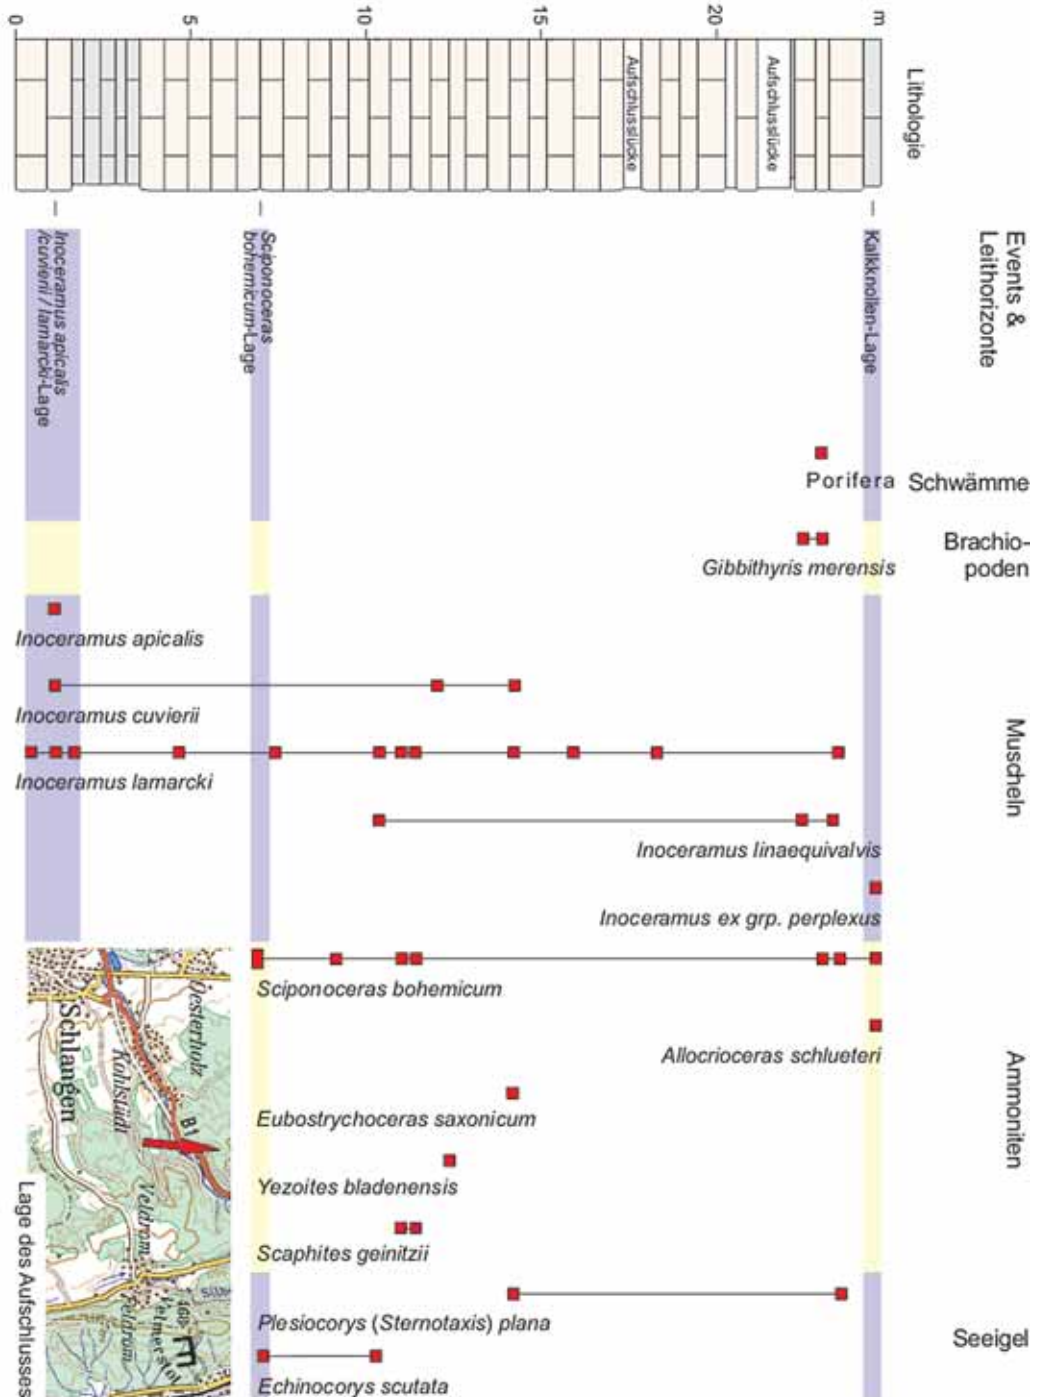 0
5
10
15
20
m
Lithologie
Aufschlusslücke
Aufschlusslücke
Events &
Leithorizonte
Inoceramus apicalis
/cuvierii / lamarcki-Lage
Sciponoceras
bohemicum-Lage
Kalkknollen-Lage
Schwämme
Porifera
Brachio-
poden
Gibbithyris merensis
Muscheln
Inoceramus apicalis
Inoceramus cuvierii
Inoceramus lamarcki
Inoceramus linaequivalvis
Inoceramus ex grp. perplexus
Ammoniten
Sciponoceras bohemicum
Allocrioceras schlueteri
Eubostrychoceras saxonicum
Yezoites bladenensis
Scaphites geinitzii
Seeigel
Plesiocorys (Sternotaxis) plana
Echinocorys scutata
Oesterholz
Kohlstädt
Schlangen
B1
Veldrom
Feldrom
Velmerstot
Lage des Aufschlusses